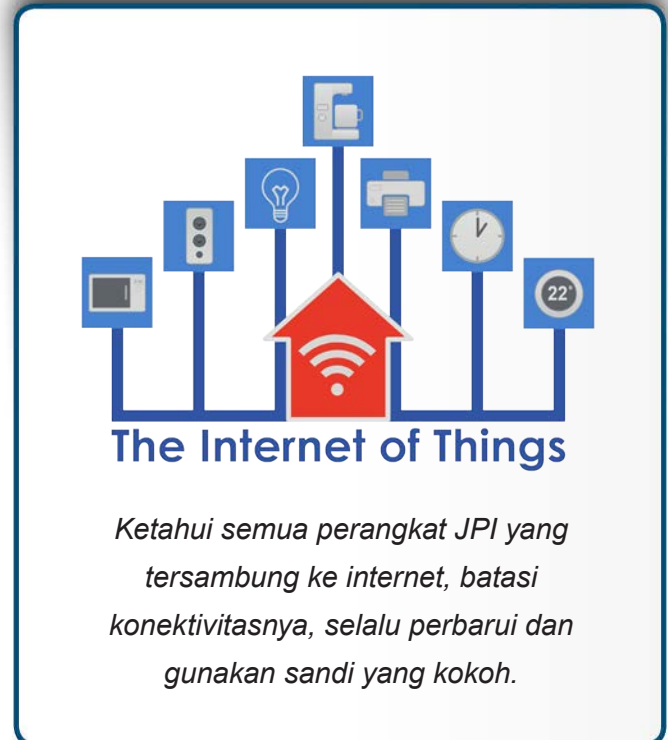 22°
The Internet of Things
Ketahui semua perangkat JPI yang
tersambung ke internet, batasi
konektivitasnya, selalu perbarui dan
gunakan sandi yang kokoh.